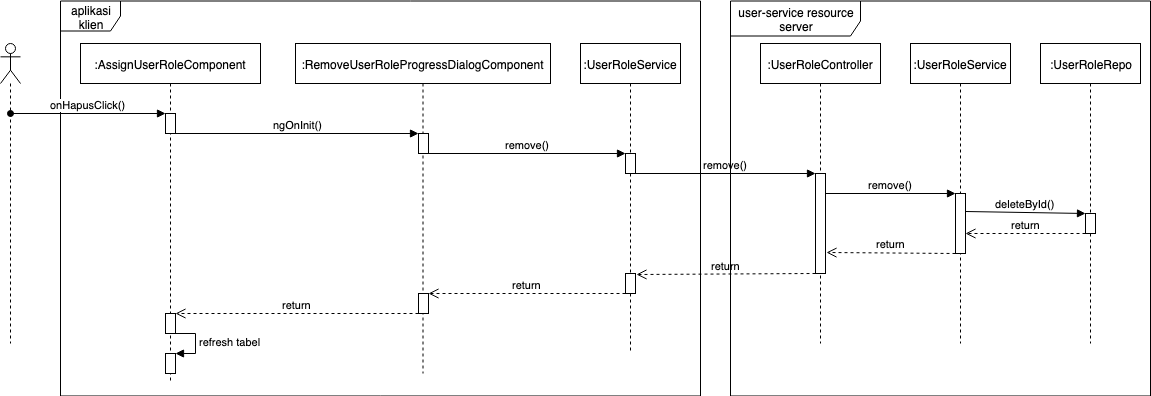 aplikasi
klien
user-service resource
server
:AssignUserRoleComponent
:RemoveUserRoleProgressDialogComponent
:UserRoleService
:UserRoleController
:UserRoleService
:UserRoleRepo
onHapusClick()
ngOnInit()
remove()
remove()
remove()
deleteById()
return
return
return
return
return
refresh tabel